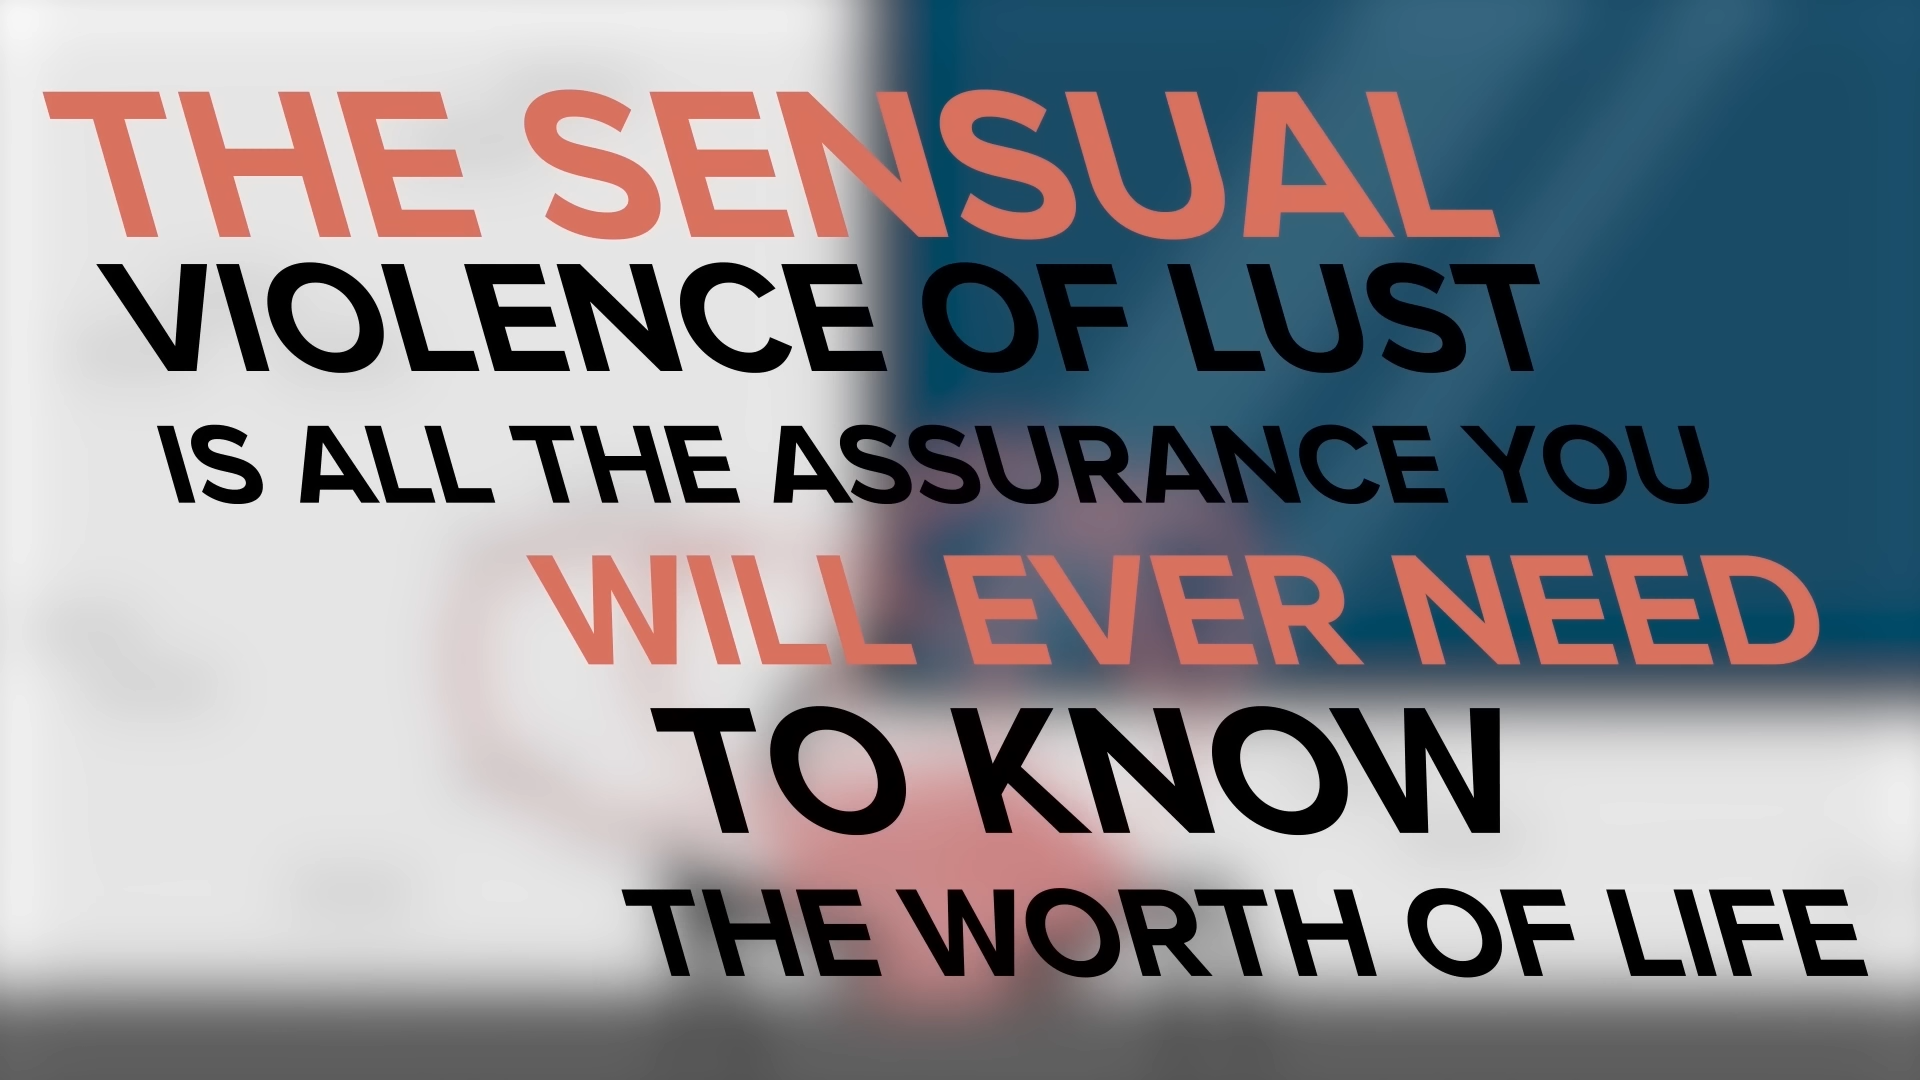 THE SENSUAL
VIOLENCE OF LUST
IS ALL THE ASSURANCE YOU
WILL EVER NEED
TO KNOW
THE WORTH OF LIFE